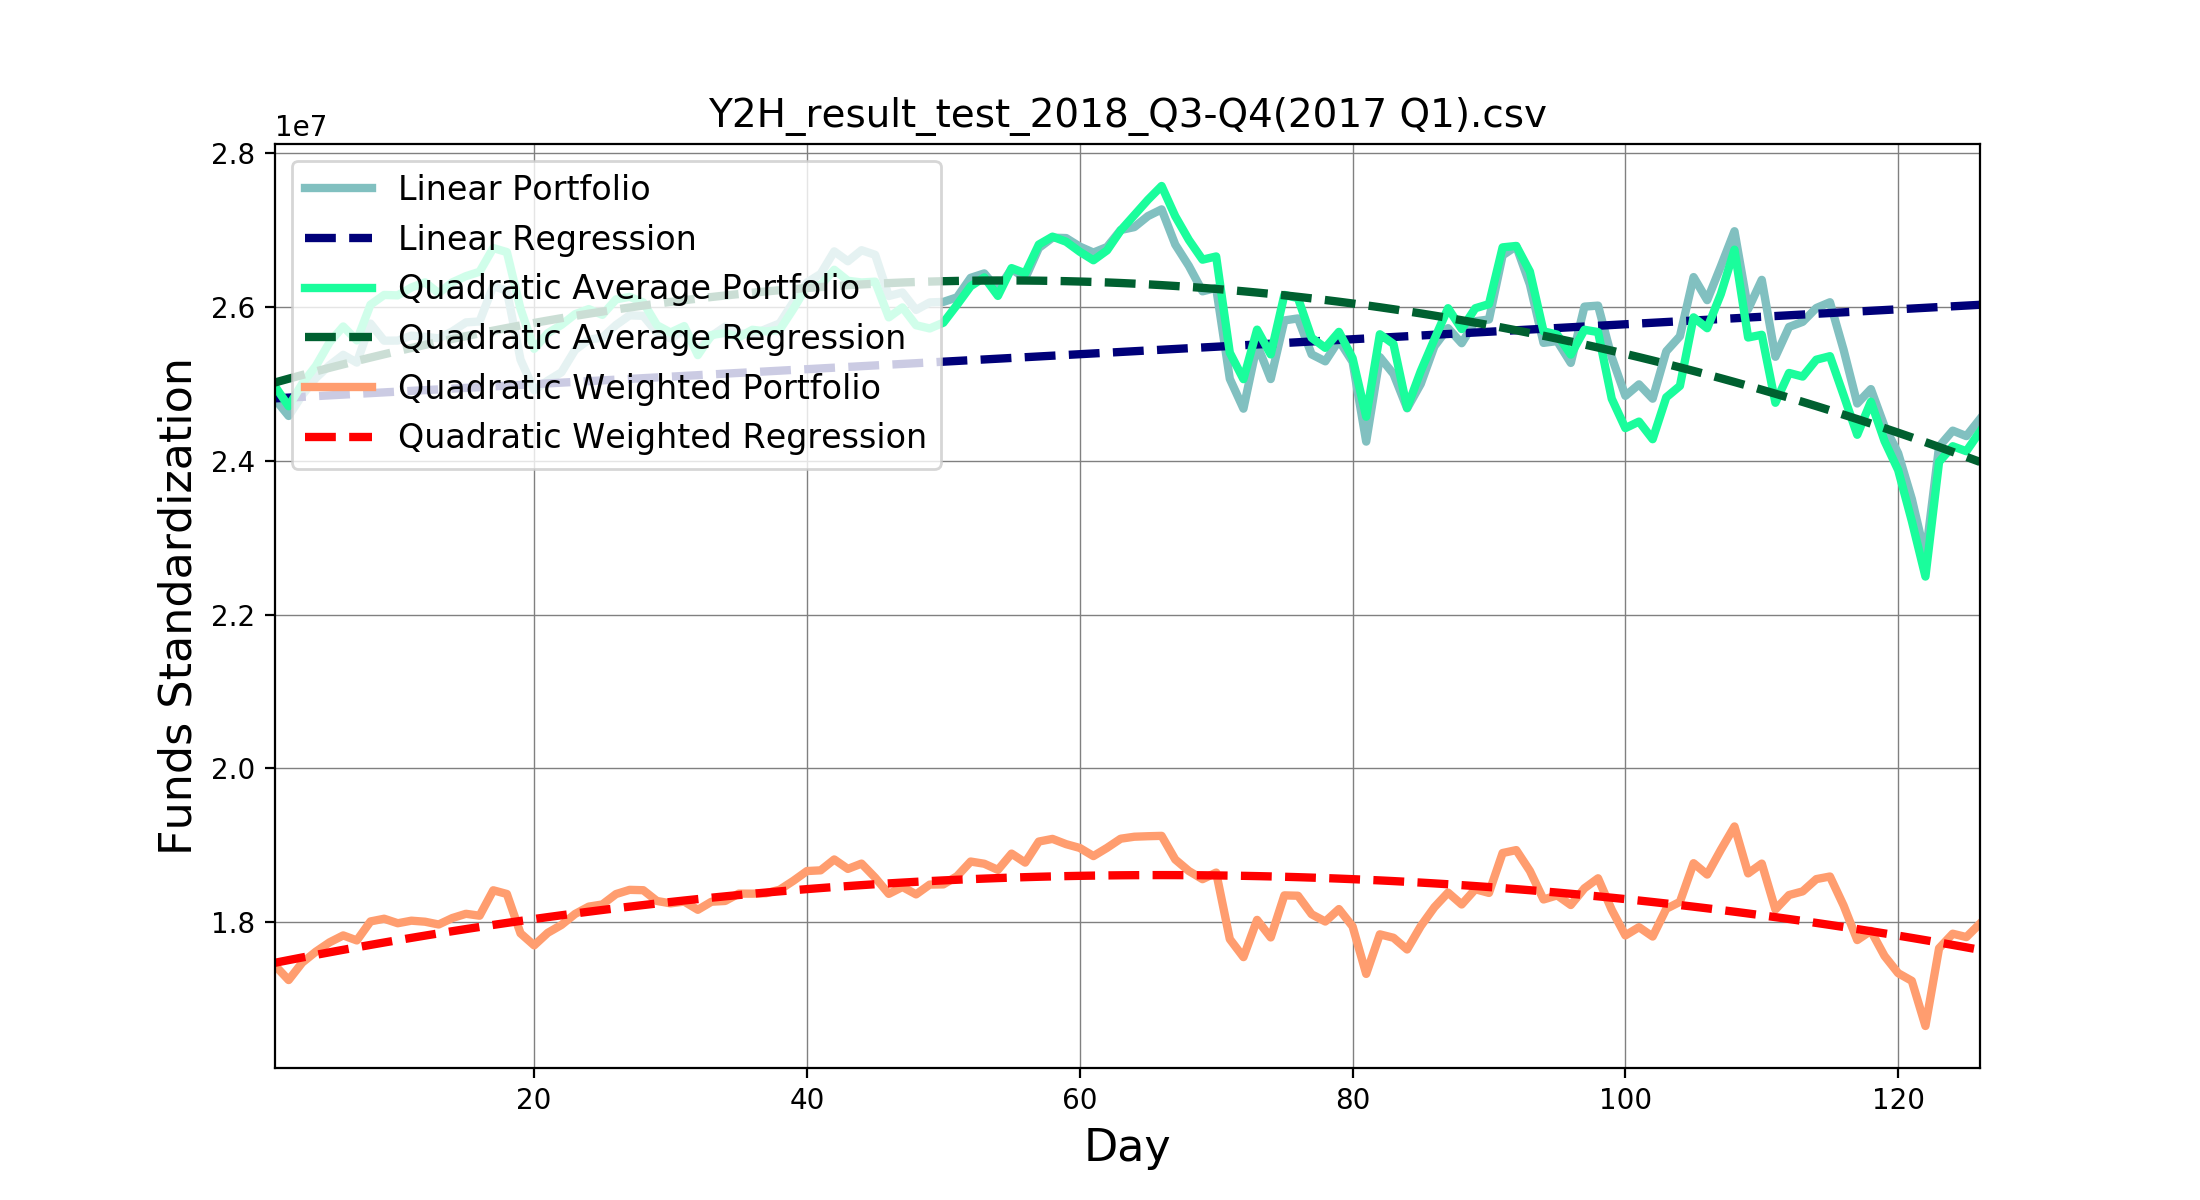 Y2H_result_test_2018_Q3-Q4(2017 Q1).csv
1e7
2.8
2.6
2.4
2.2
2.0
1.8
Funds Standardization
Linear Portfolio
Linear Regression
Quadratic Average Portfolio
Quadratic Average Regression
Quadratic Weighted Portfolio
Quadratic Weighted Regression
20 40 60 80 100 120
Day